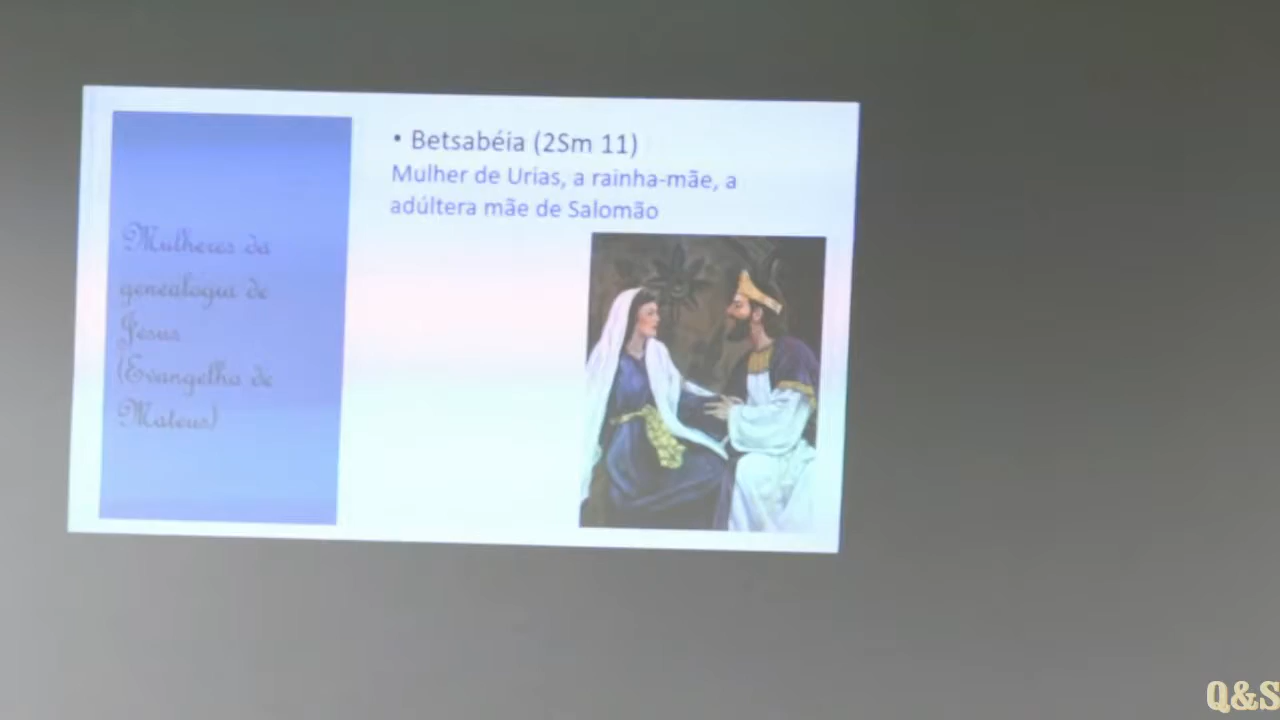 Mulheres da
genealogia de
Jesus
(Evangelha de
Mateus)
• Betsabéia (2Sm 11)
Mulher de Urias, a rainha-mãe, a
adúltera mãe de Salomão
Q&S